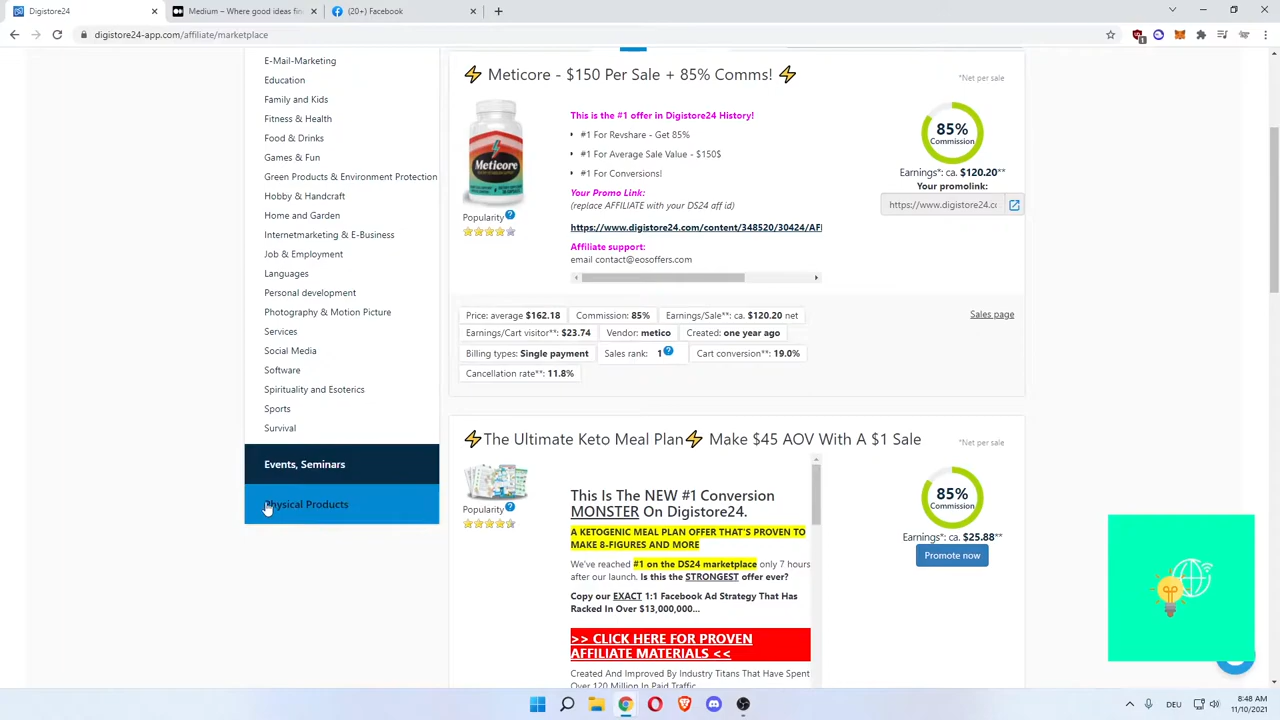 Digistore24
Medium – Where good ideas fin
(20+) Facebook
digistore24-app.com/affiliate/marketplace
1
E-Mail-Marketing
Education
Family and Kids
Fitness & Health
Food & Drinks
Games & Fun
Green Products & Environment Protection
Hobby & Handcraft
Home and Garden
Internetmarketing & E-Business
Job & Employment
Languages
Personal development
Photography & Motion Picture
Services
Social Media
Software
Spirituality and Esoterics
Sports
Survival
Events, Seminars
Physical Products
⚡ Meticore - $150 Per Sale + 85% Comms! ⚡
*Net per sale
Meticore
Popularity ?
This is the #1 offer in Digistore24 History!
• #1 For Revshare - Get 85%
• #1 For Average Sale Value - $150$
• #1 For Conversions!
Your Promo Link:
(replace AFFILIATE with your DS24 aff id)
https://www.digistore24.com/content/348520/30424/AFI
Affiliate support:
email contact@eosoffers.com
85%
Commission
Earnings*: ca. $120.20**
Your promolink:
https://www.digistore24.cc
Price: average $162.18
Commission: 85%
Earnings/Sale**: ca. $120.20 net
Sales page
Earnings/Cart visitor**: $23.74
Vendor: metico
Created: one year ago
Billing types: Single payment
Sales rank: 1 ?
Cart conversion**: 19.0%
Cancellation rate**: 11.8%
⚡The Ultimate Keto Meal Plan⚡ Make $45 AOV With A $1 Sale
*Net per sale
Popularity ?
This Is The NEW #1 Conversion
MONSTER On Digistore24.
A KETOGENIC MEAL PLAN OFFER THAT'S PROVEN TO
MAKE 8-FIGURES AND MORE
We've reached #1 on the DS24 marketplace only 7 hours
after our launch. Is this the STRONGEST offer ever?
Copy our EXACT 1:1 Facebook Ad Strategy That Has
Racked In Over $13,000,000...
>> CLICK HERE FOR PROVEN
AFFILIATE MATERIALS <<
Created And Improved By Industry Titans That Have Spent
Over 120 Million In Paid Traffic
85%
Commission
Earnings*: ca. $25.88**
Promote now
DEU
8:48 AM
11/10/2021